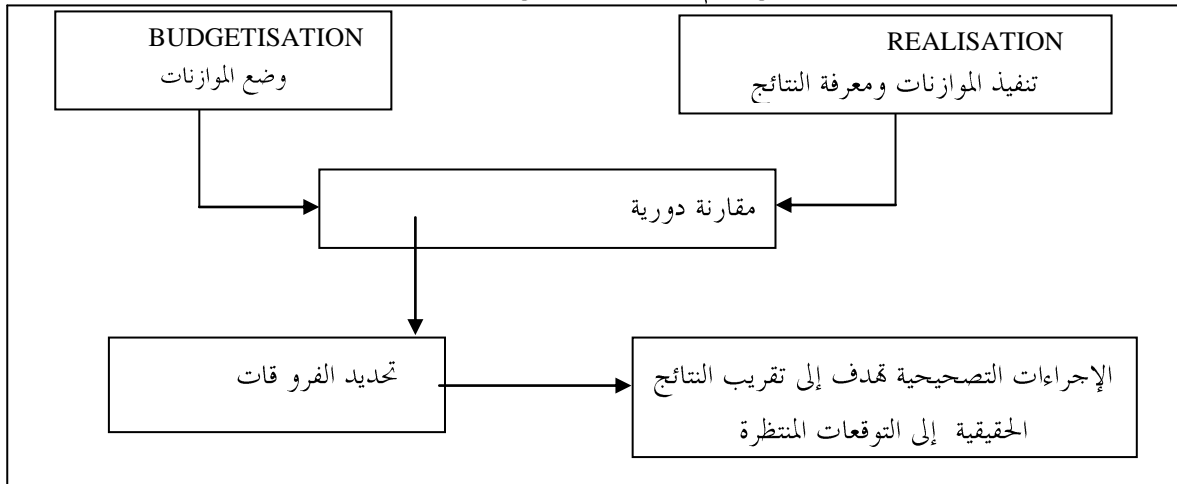 BUDGETISATION
وضع الموازنات
REALISATION
تنفيذ الموازنات ومعرفة النتائج
مقارنة دورية
تحديد الفرو قات
الإجراءات التصحيحية تهدف إلى تقريب النتائج
الحقيقية إلى التوقعات المنتظرة